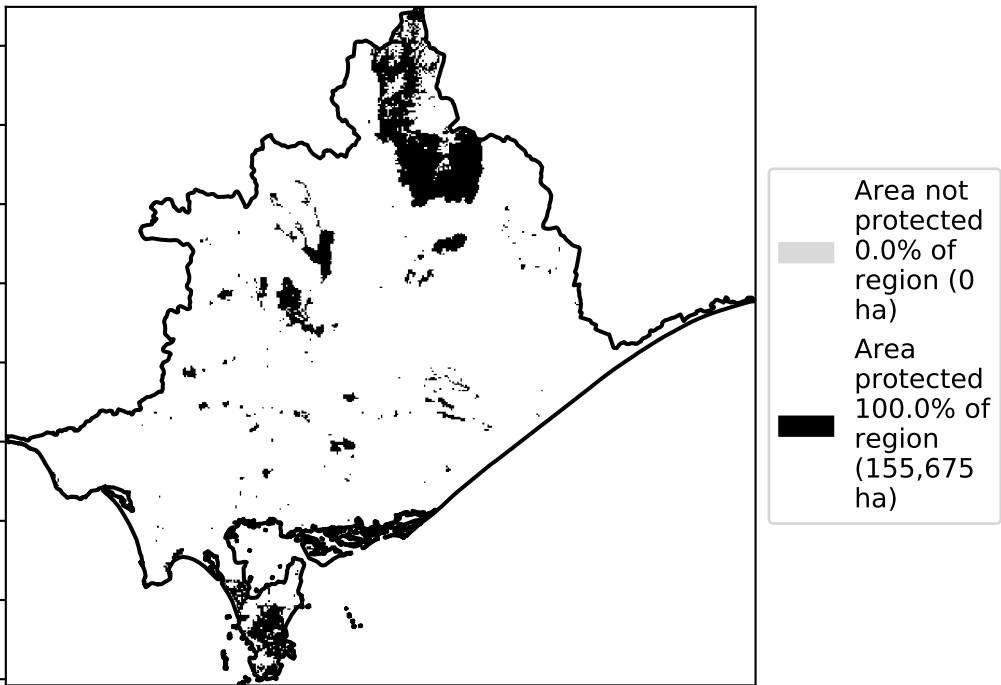 Area not
protected
0.0% of
region (0
ha)
Area
protected
100.0% of
region
(155,675
ha)